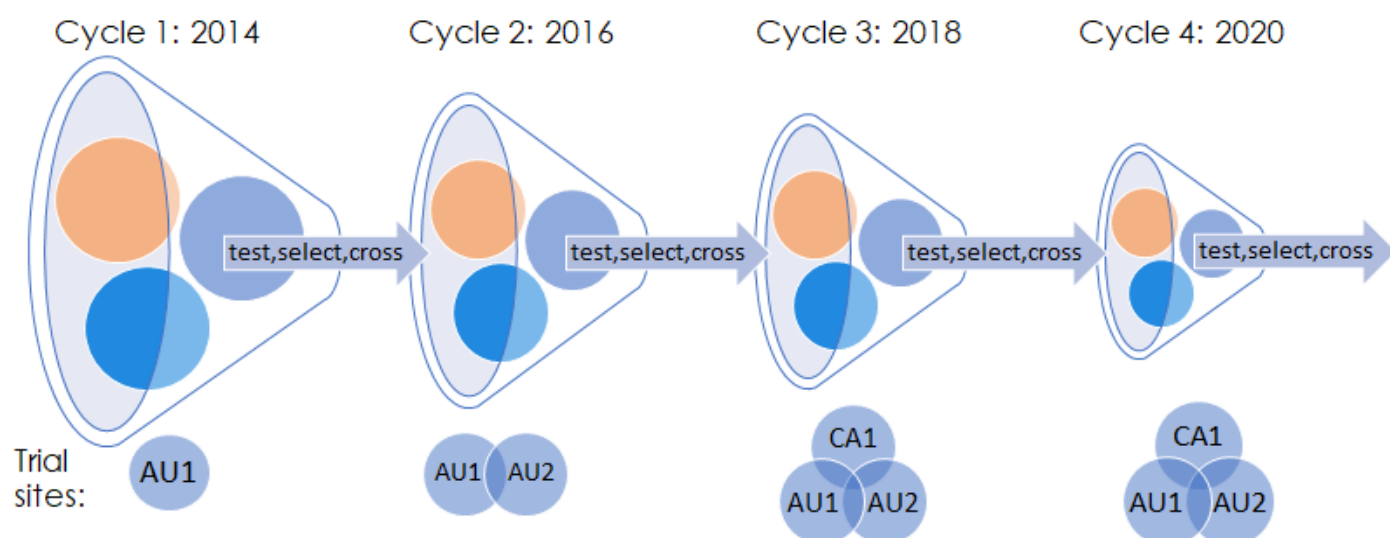 Cycle 1: 2014
Cycle 2: 2016
Cycle 3: 2018
Cycle 4: 2020
test,select,cross
test,select,cross
test,select,cross
test,select,cross
Trial
sites:
AU1
AU1
AU2
CA1
AU1
AU2
CA1
AU1
AU2